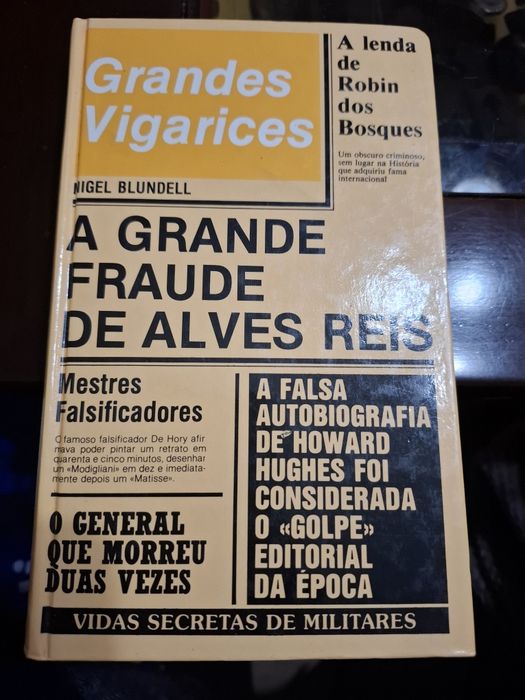 Grandes
Vigarices
NIGEL BLUNDELL
A lenda
de
Robin
dos
Bosques
Um obscuro criminoso,
sem lugar na História
que adquiriu fama
internacional
A GRANDE
FRAUDE
DE ALVES REIS
Mestres
Falsificadores
O famoso falsificador De Hory afir
mava poder pintar um retrato em
quarenta e cinco minutos, desenhar
um «Modigliani» em dez e imediata-
mente depois um «Matisse».
O GENERAL
QUE MORREU
DUAS VEZES
A FALSA
AUTOBIOGRAFIA
DE HOWARD
HUGHES FOI
CONSIDERADA
O «GOLPE»
EDITORIAL
DA ÉPOCA
VIDAS SECRETAS DE MILITARES